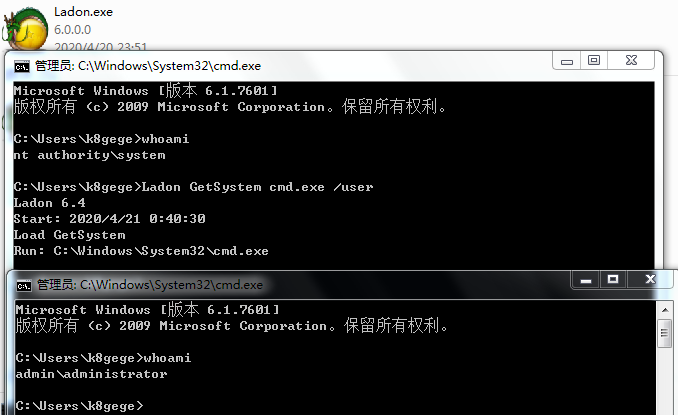 Ladon.exe
6.0.0.0
2020/4/20 23:51
管理员: C:\Windows\System32\cmd.exe
Microsoft Windows [版本 6.1.7601]
版权所有 (c) 2009 Microsoft Corporation。保留所有权利。
C:\Users\k8gege>whoami
nt authority\system
C:\Users\k8gege>Ladon GetSystem cmd.exe /user
Ladon 6.4
Start: 2020/4/21 0:40:30
Load GetSystem
Run: C:\Windows\System32\cmd.exe
管理员: C:\Windows\System32\cmd.exe
Microsoft Windows [版本 6.1.7601]
版权所有 (c) 2009 Microsoft Corporation。保留所有权利。
C:\Users\k8gege>whoami
admin\administrator
C:\Users\k8gege>